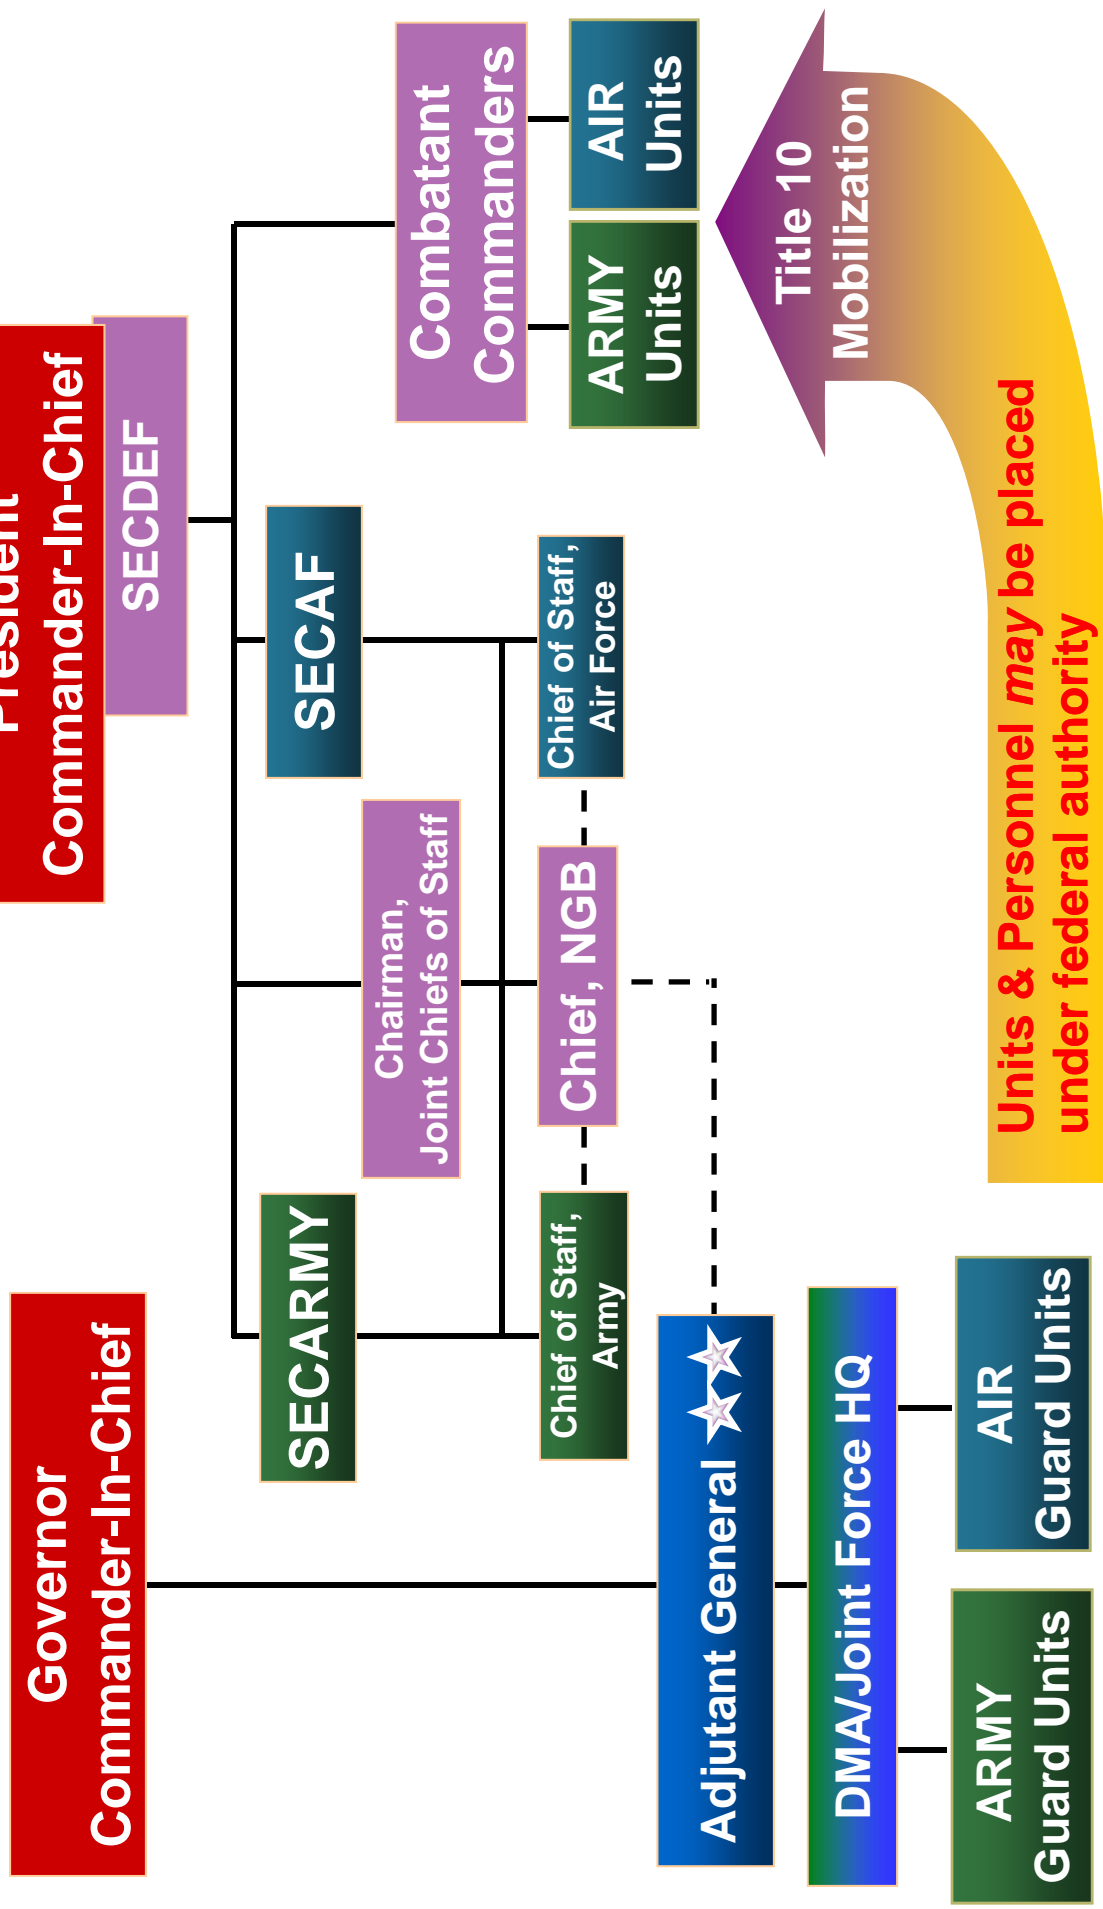 Governor
Commander-In-Chief
President
Commander-In-Chief
SECDEF
SECARMY
Chairman,
Joint Chiefs of Staff
SECAF
Combatant
Commanders
Chief of Staff,
Army
Chief, NGB
Chief of Staff,
Air Force
ARMY
Units
AIR
Units
Adjutant General
Title 10
Mobilization
DMA/Joint Force HQ
ARMY
Guard Units
AIR
Guard Units
Units & Personnel may be placed
under federal authority